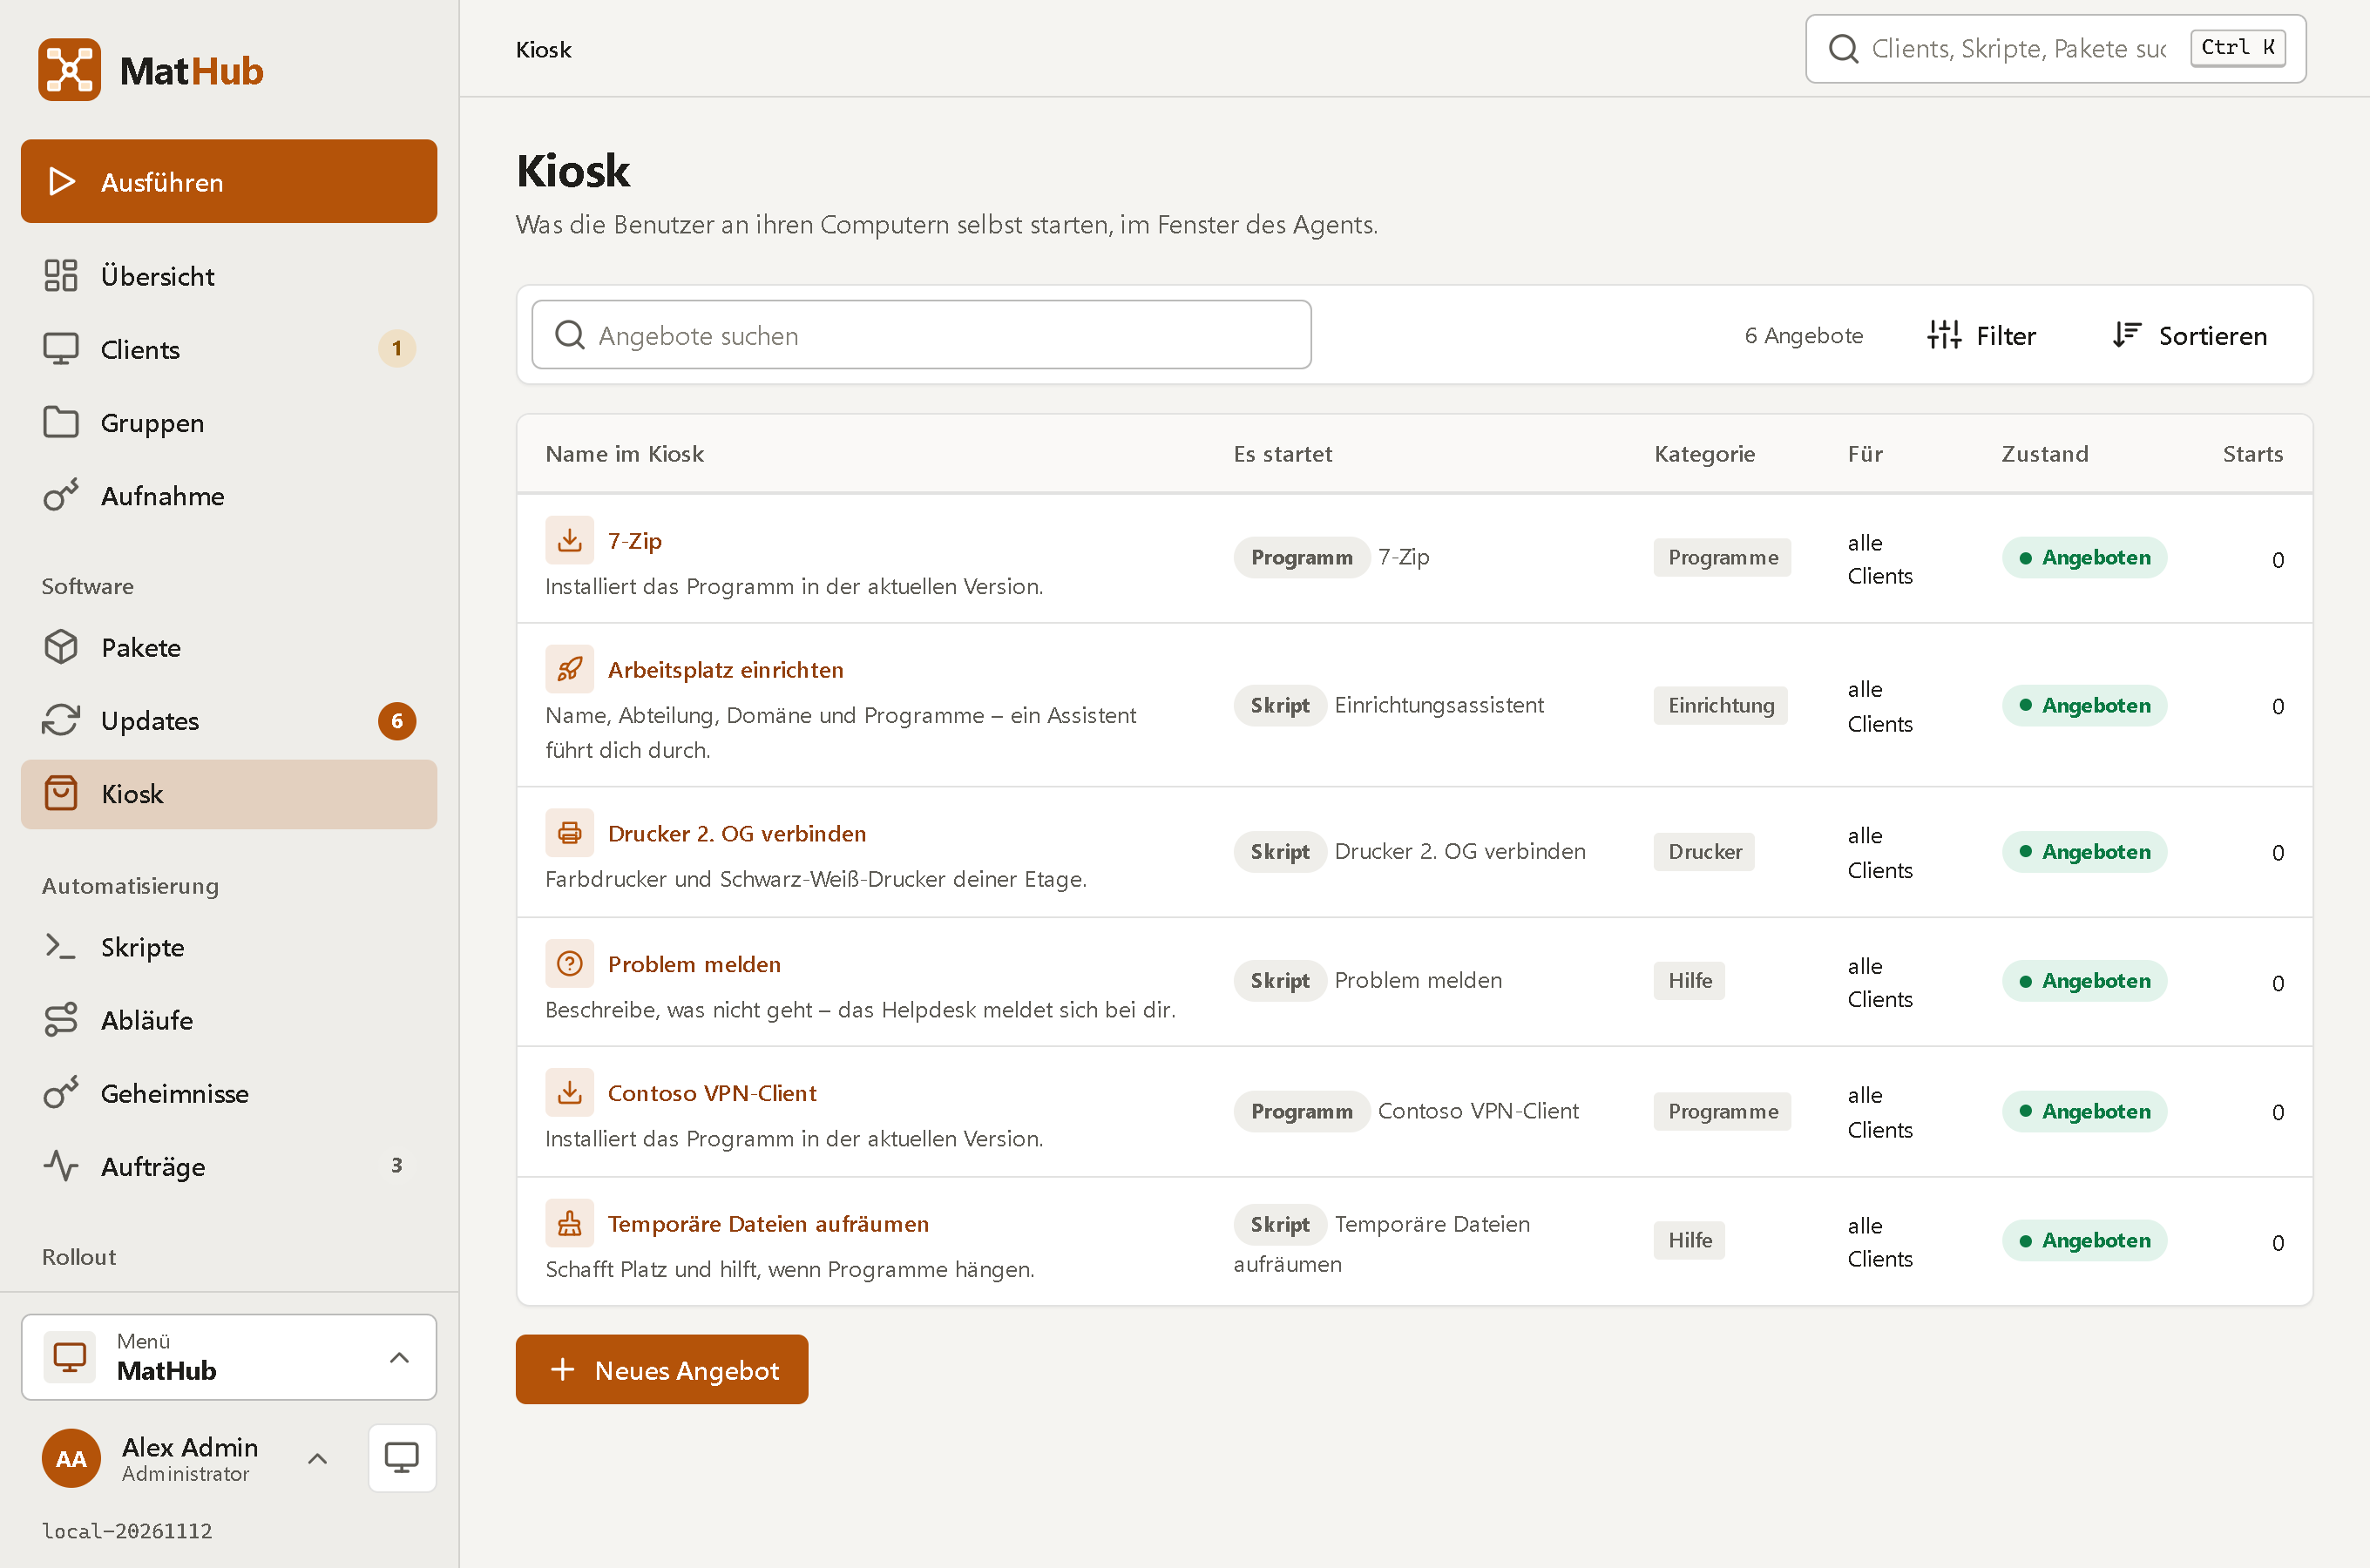 MatHub
Ausführen
Übersicht
Clients 1
Gruppen
Aufnahme
Software
Pakete
Updates 6
Kiosk
Automatisierung
Skripte
Abläufe
Geheimnisse
Aufträge 3
Rollout
Menü
MatHub
AA
Alex Admin
Administrator
local-20261112
Kiosk
Clients, Skripte, Pakete suc
Ctrl K
Kiosk
Was die Benutzer an ihren Computern selbst starten, im Fenster des Agents.
Angebote suchen
6 Angebote
Filter
Sortieren
Name im Kiosk Es startet Kategorie Für Zustand Starts
7-Zip
Installiert das Programm in der aktuellen Version.
Programm 7-Zip
Programme
alle
Clients
Angeboten
0
Arbeitsplatz einrichten
Name, Abteilung, Domäne und Programme – ein Assistent
führt dich durch.
Skript Einrichtungsassistent
Einrichtung
alle
Clients
Angeboten
0
Drucker 2. OG verbinden
Farbdrucker und Schwarz-Weiß-Drucker deiner Etage.
Skript Drucker 2. OG verbinden
Drucker
alle
Clients
Angeboten
0
Problem melden
Beschreibe, was nicht geht – das Helpdesk meldet sich bei dir.
Skript Problem melden
Hilfe
alle
Clients
Angeboten
0
Contoso VPN-Client
Installiert das Programm in der aktuellen Version.
Programm Contoso VPN-Client
Programme
alle
Clients
Angeboten
0
Temporäre Dateien aufräumen
Schafft Platz und hilft, wenn Programme hängen.
Skript Temporäre Dateien
aufräumen
Hilfe
alle
Clients
Angeboten
0
Neues Angebot